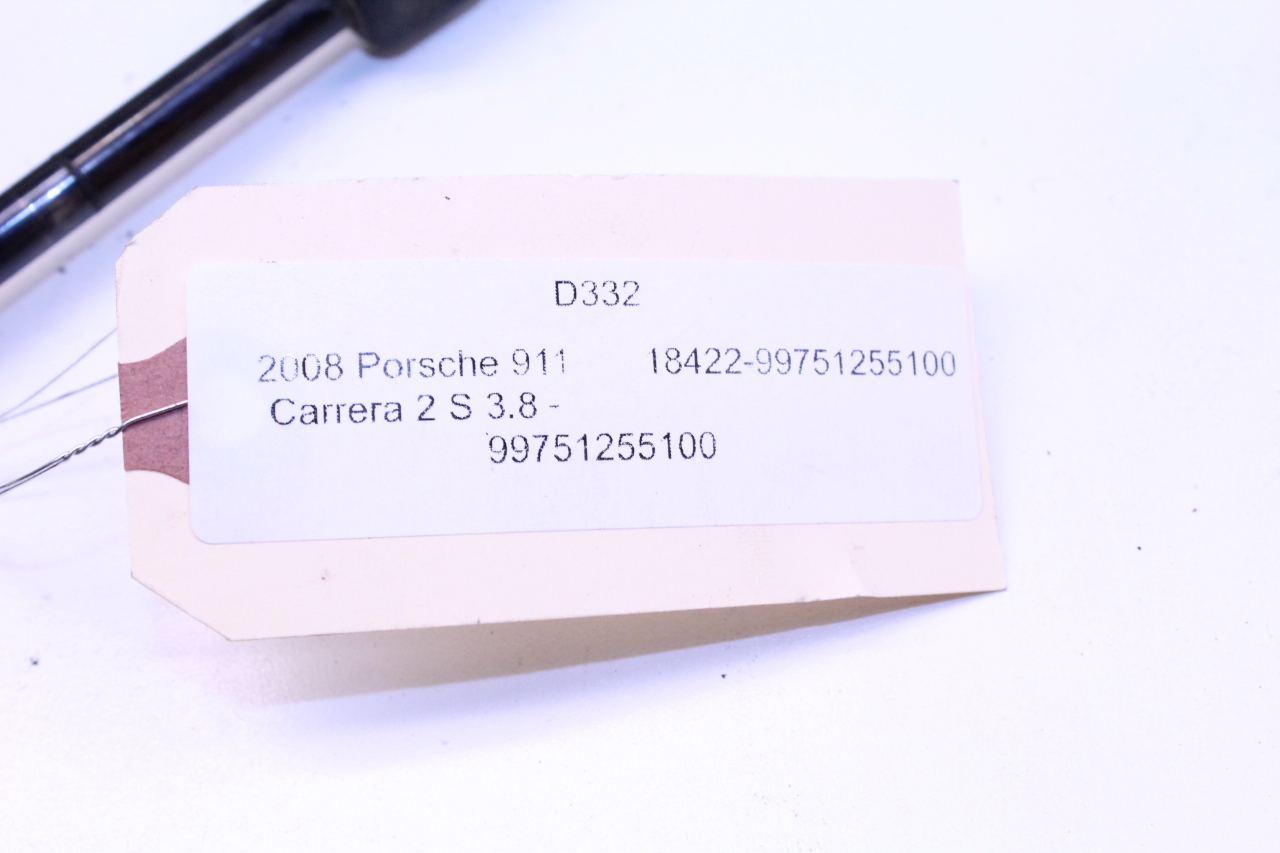 D332
2008 Porsche 911 18422-99751255100
Carrera 2 S 3.8 -
99751255100